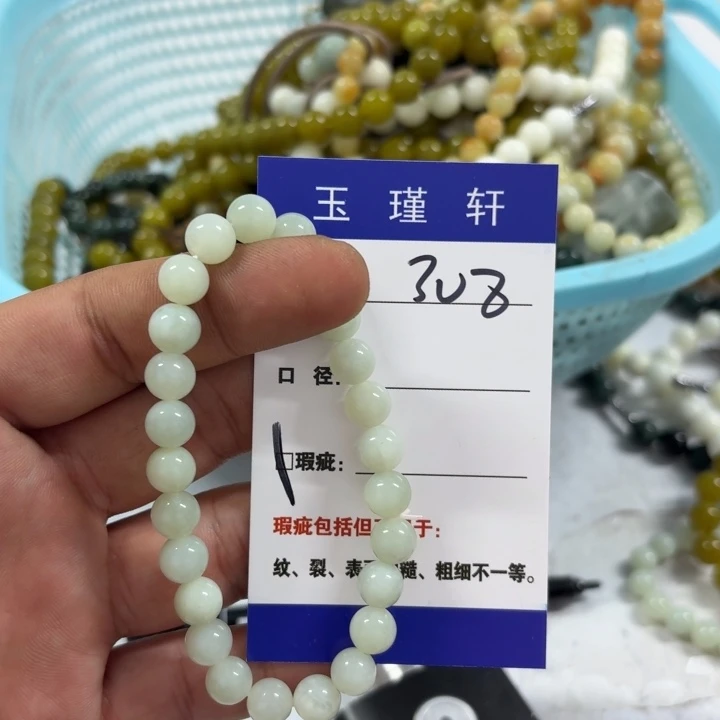 玉瑾轩
308
口 径:
□瑕疵:
瑕疵包括但于:
纹、裂、表糙、粗细不一等。